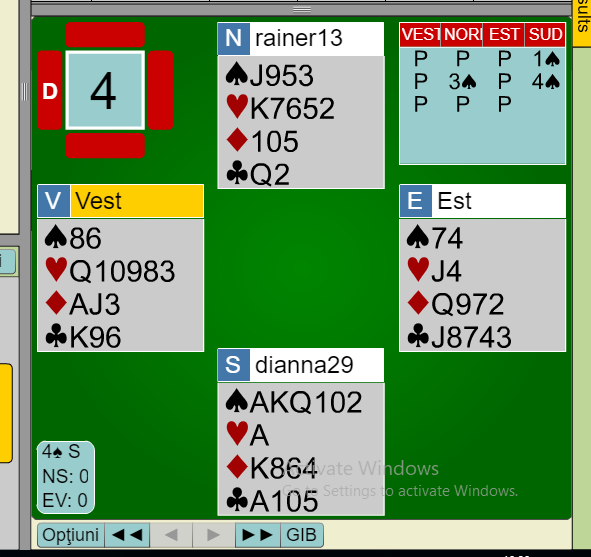 sults
N rainer13
♠J953
♥K7652
♦105
♣Q2
VEST NORD EST SUD
P P P 1♠
P 3♠ P 4♠
P P P
D 4
V Vest
♠86
♥Q10983
♦AJ3
♣K96
E Est
♠74
♥J4
♦Q972
♣J8743
S dianna29
♠AKQ102
♥A
♦K864
♣A105
4♠ S
NS: 0
EV: 0
Activate Windows
Go to Settings to activate Windows.
Opţiuni ◄◄ ◄ ► ►► GIB